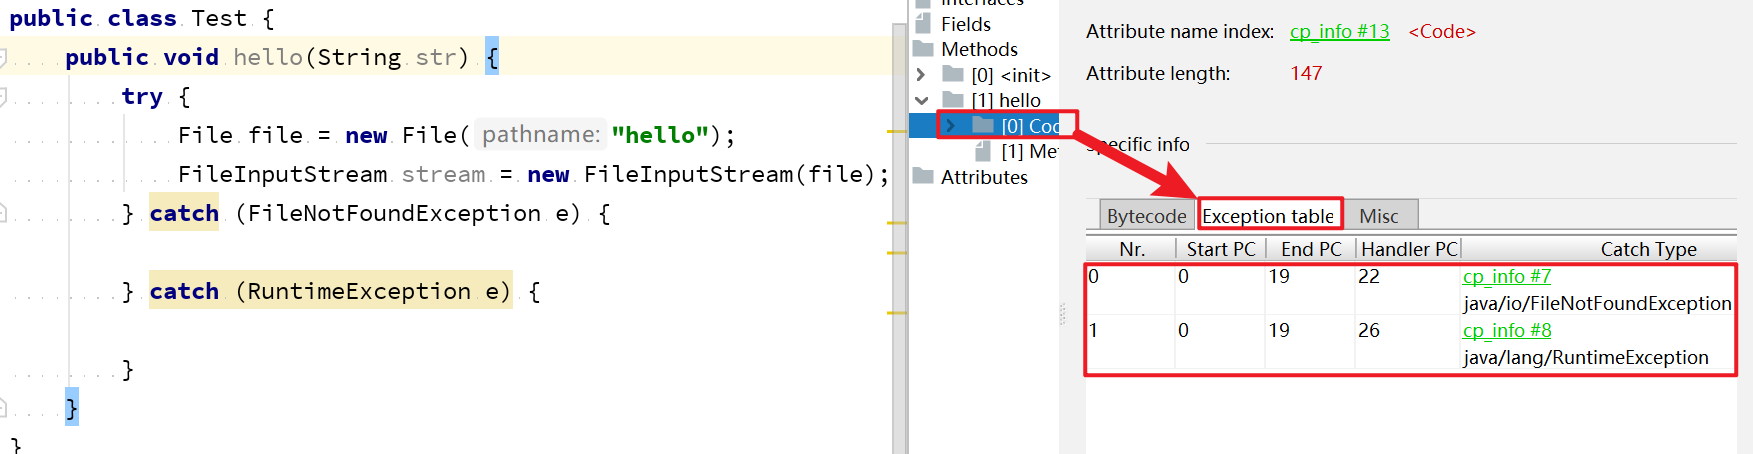 public class Test {
public void hello(String str) {
try {
File file = new File( pathname: "hello");
FileInputStream stream = new FileInputStream(file);
} catch (FileNotFoundException e) {
} catch (RuntimeException e) {
}
}
}
Interfaces
Fields
Methods
[0] <init>
[1] hello
[0] Cod
[1] Me
Attributes
Attribute name index: cp_info #13 <Code>
Attribute length: 147
Specific info
Bytecode Exception table Misc
Nr. Start PC End PC Handler PC Catch Type
0 0 19 22 cp_info #7
java/io/FileNotFoundException
1 0 19 26 cp_info #8
java/lang/RuntimeException